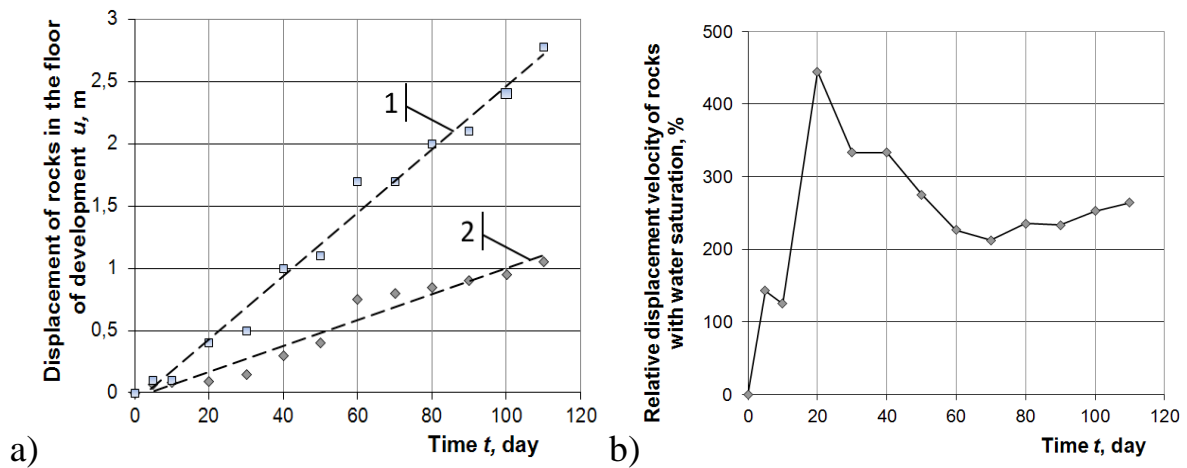 Displacement of rocks in the floor
of development u, m
3
2,5
2
1,5
1
0,5
0
1
2
0 20 40 60 80 100 120
Time t, day
a)
Relative displacement velocity of rocks
with water saturation, %
500
400
300
200
100
0
0 20 40 60 80 100 120
Time t, day
b)